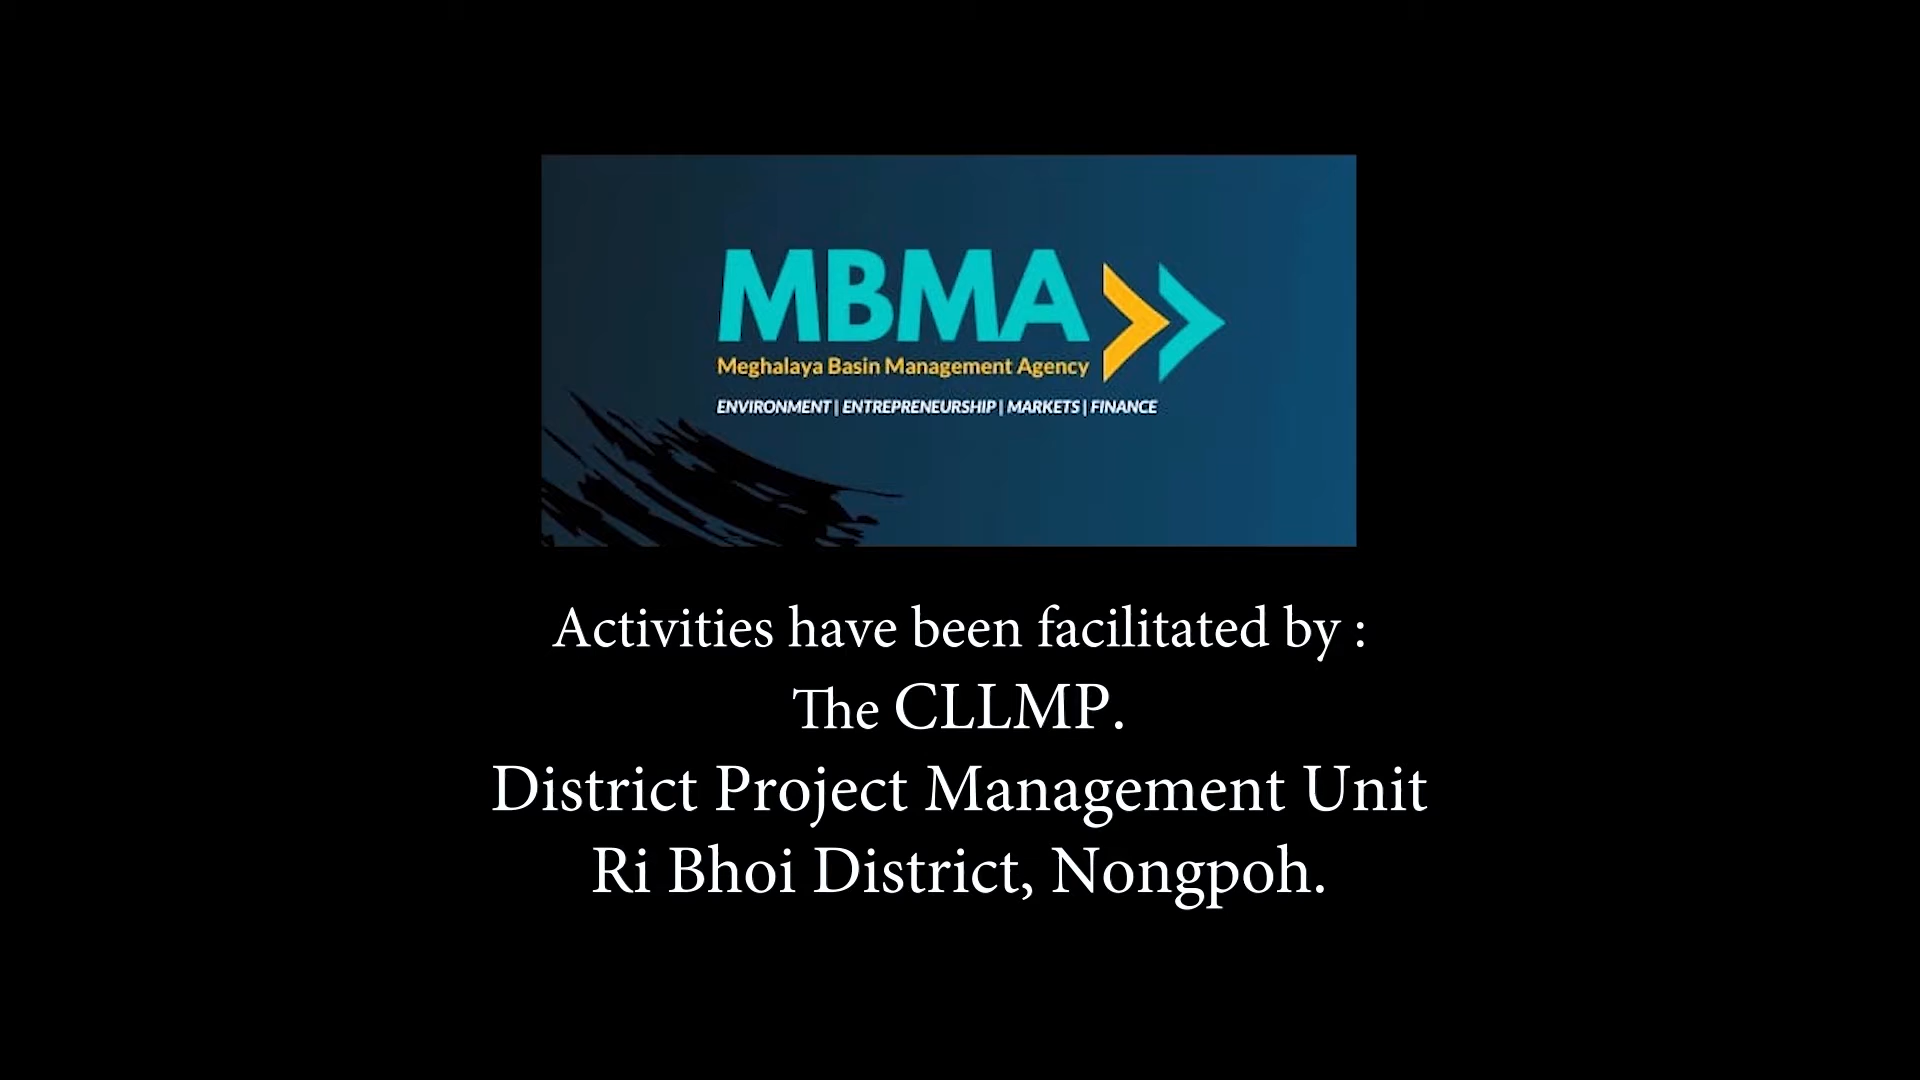 MBMA
Meghalaya Basin Management Agency
ENVIRONMENT | ENTREPRENEURSHIP | MARKETS | FINANCE
Activities have been facilitated by :
The CLLMP.
District Project Management Unit
Ri Bhoi District, Nongpoh.